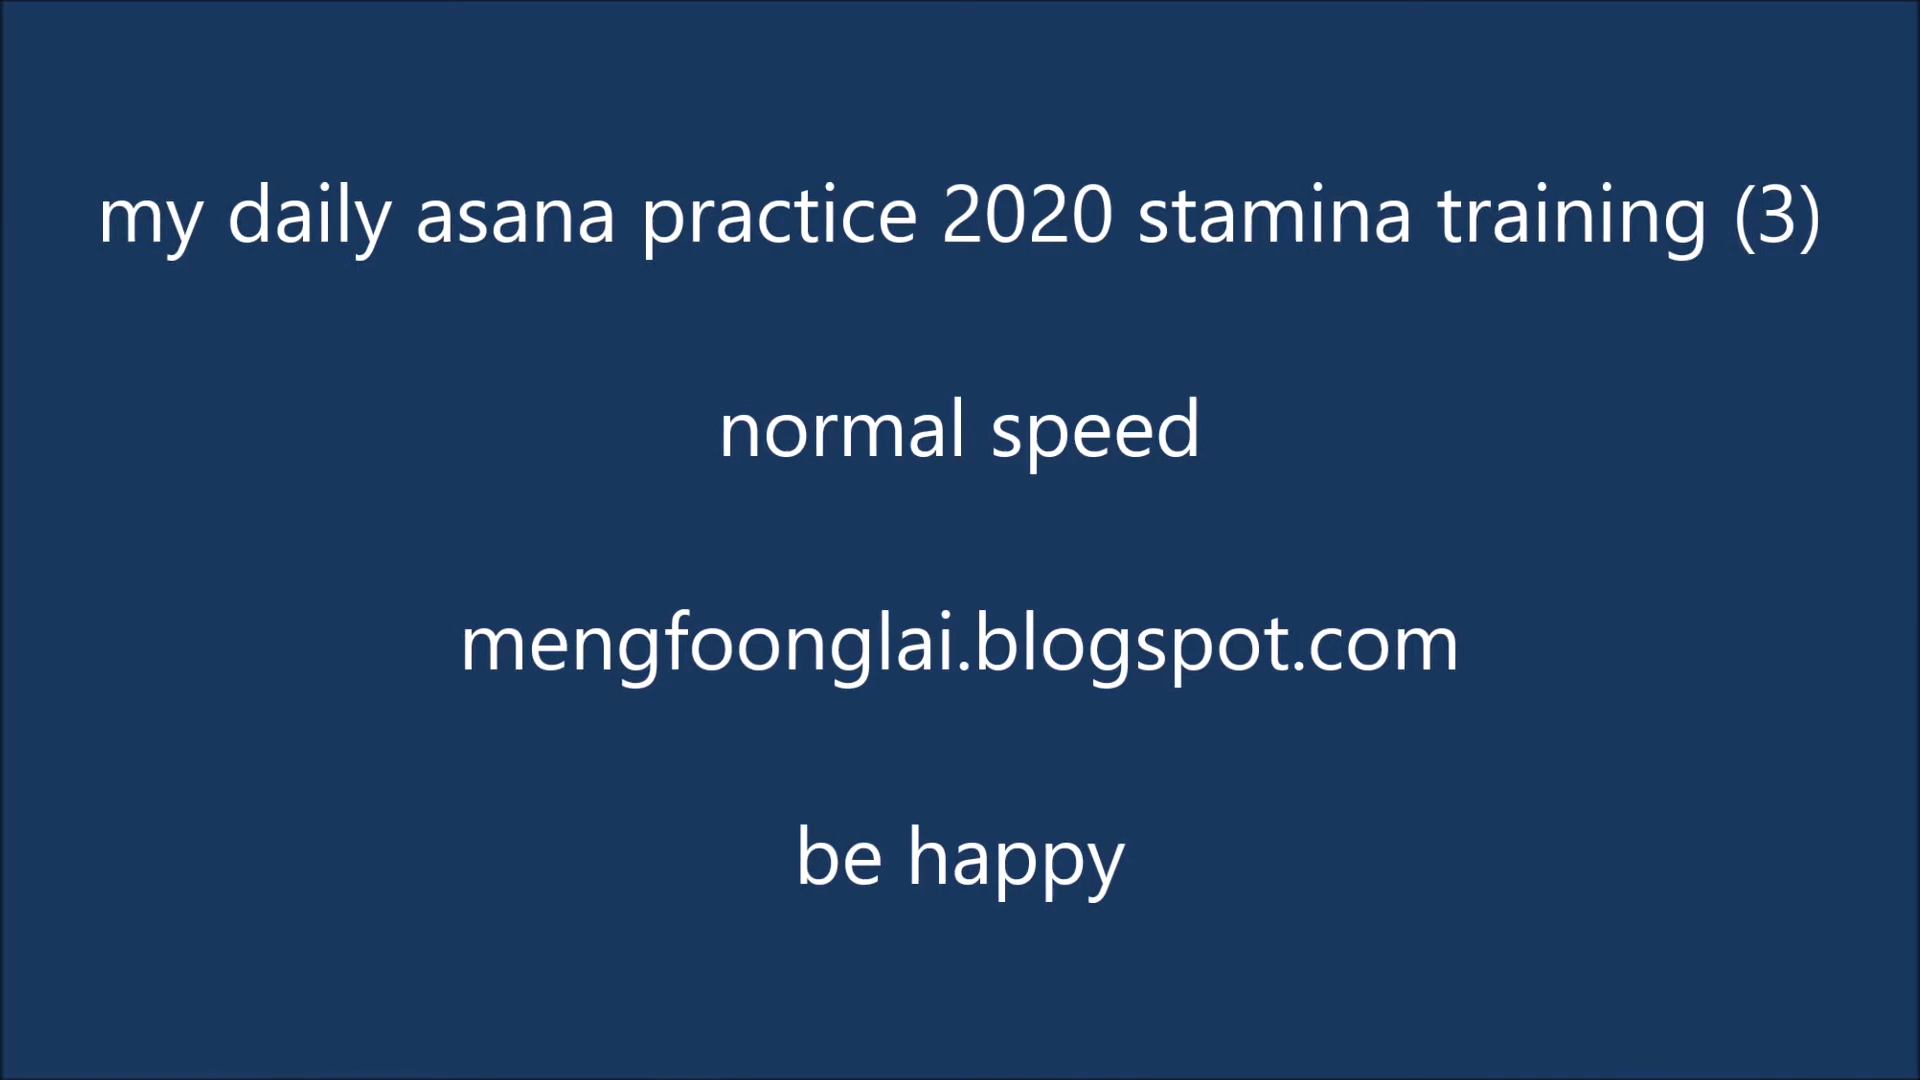 my daily asana practice 2020 stamina training (3)
normal speed
mengfoonglai.blogspot.com
be happy